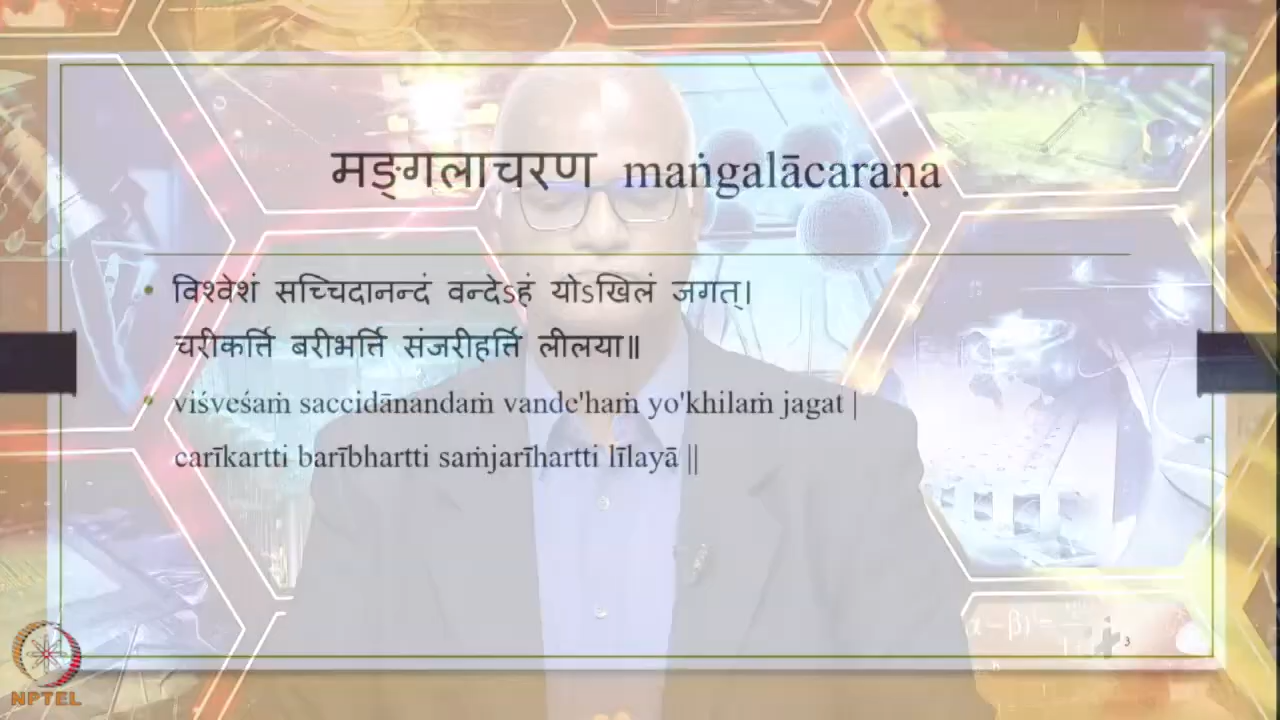 मङ्गलाचरण maṅgalācaraṇa
विश्वेशं सच्चिदानन्दं वन्देऽहं योऽखिलं जगत्।
चरीकर्त्ति बरीभर्त्ति संजरीहर्त्ति लीलया॥
viśveśaṁ saccidānandaṁ vande'haṁ yo'khilaṁ jagat |
carīkartti barībhartti saṁjarīhartti līlayā ||
3
NPTEL